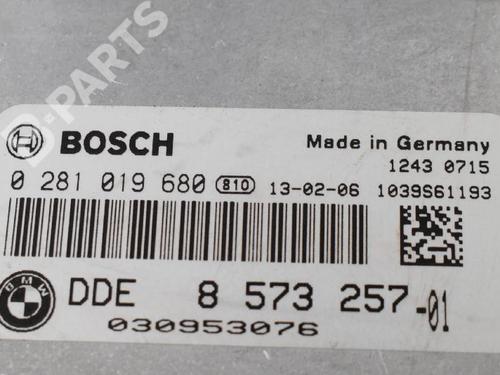 B-PARTS
BOSCH
Made in Germany
1243 0715
0 281 019 680 810 13-02-06 1039S61193
BMW DDE 8 573 257-01
030953076